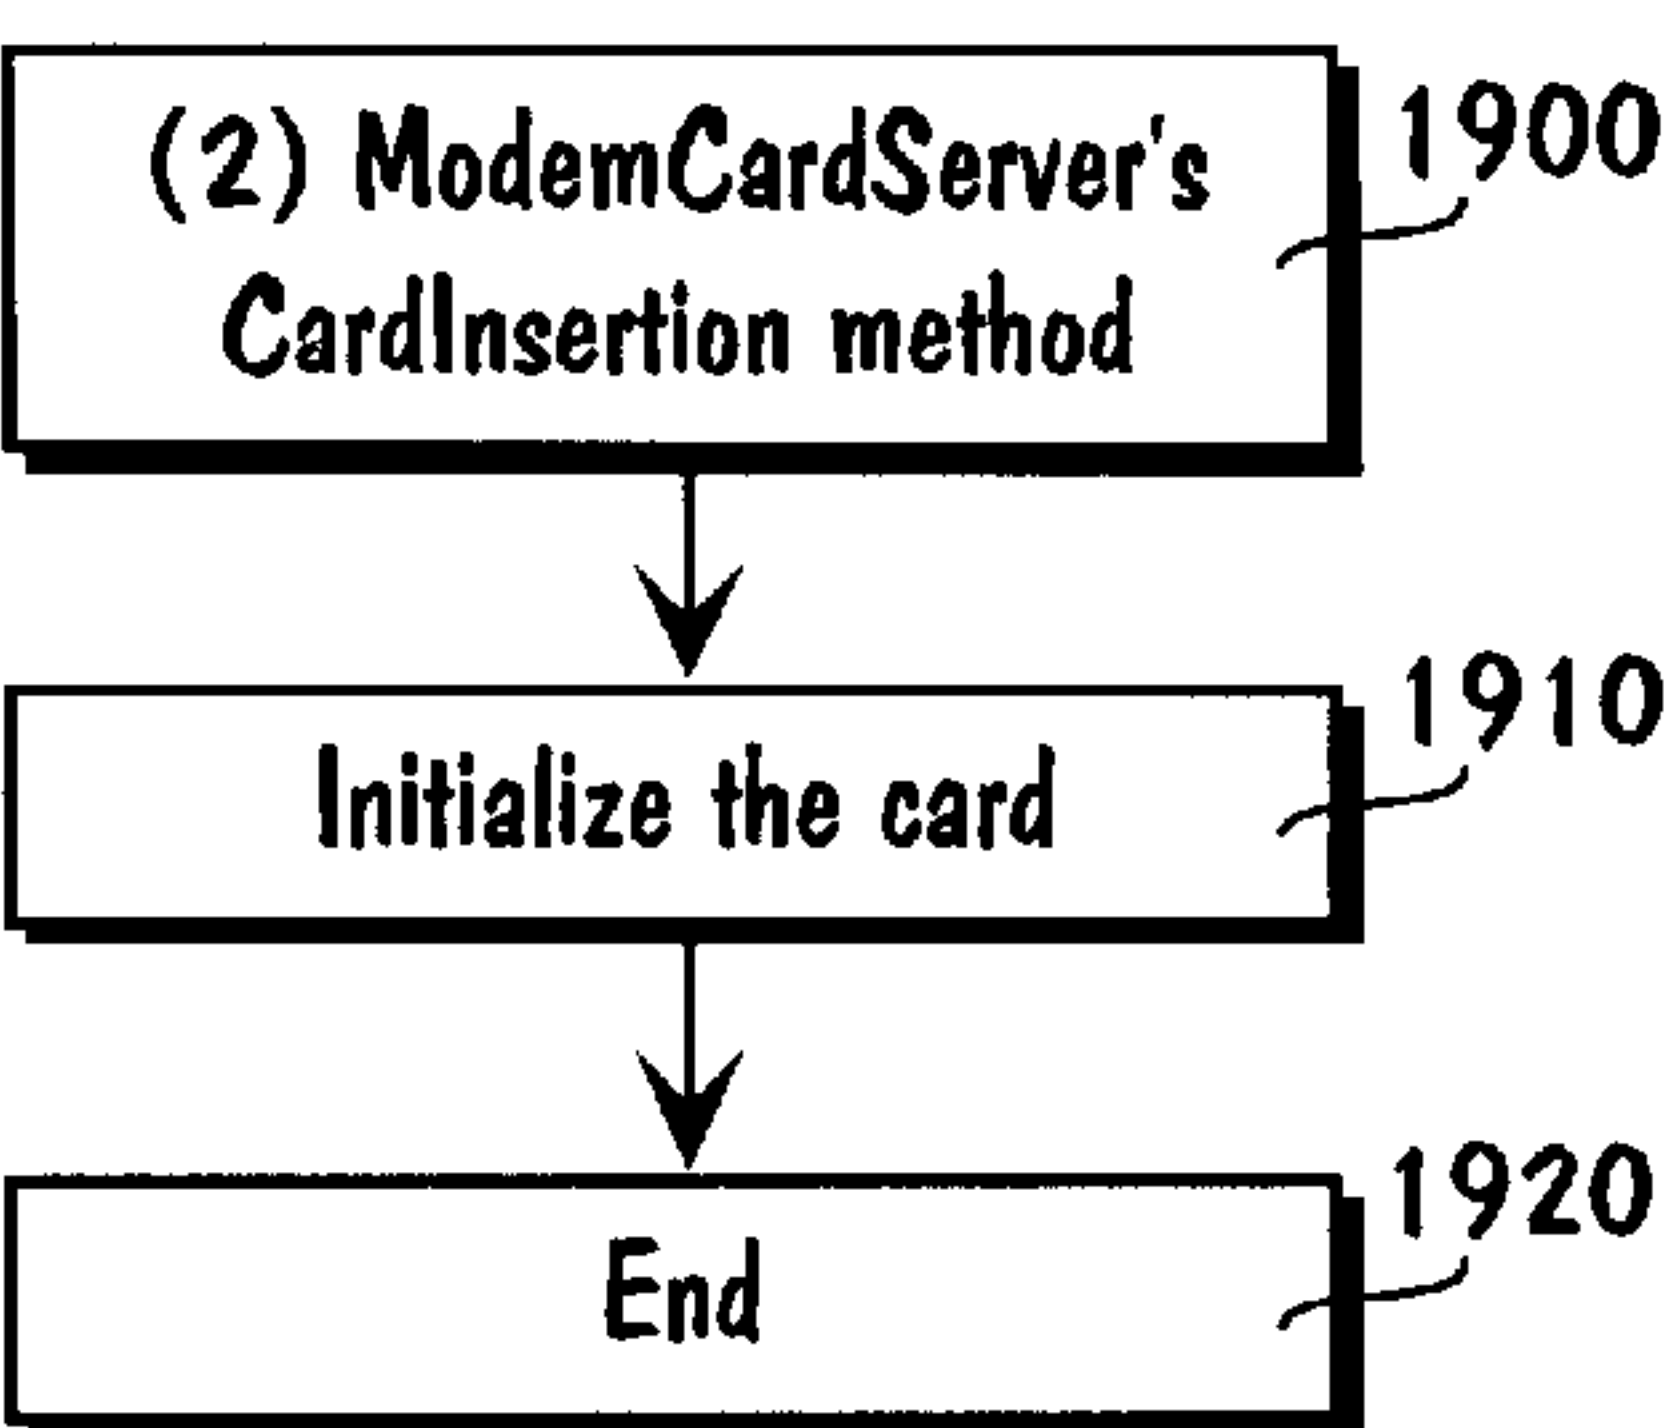 (2) ModemCardServer's
CardInsertion method
1900
Initialize the card
1910
End
1920